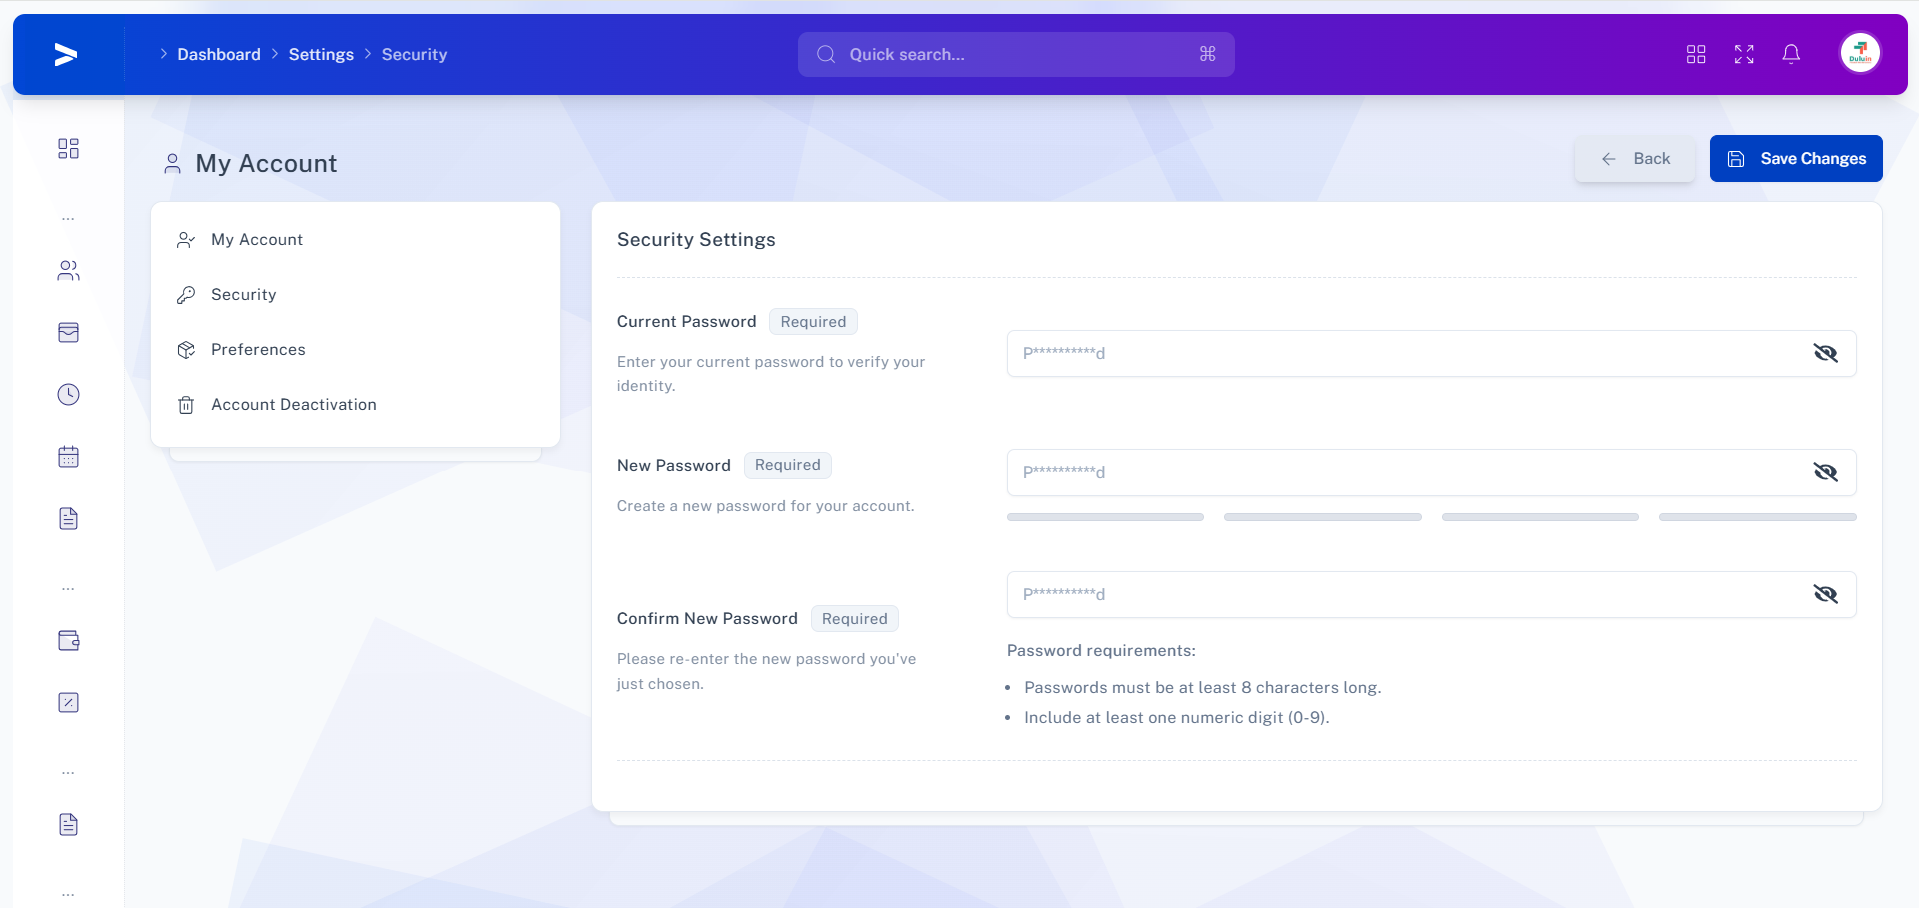 Dashboard
Settings
Security
Quick search...
⌘
Duluin
My Account
Back
Save Changes
...
...
...
...
My Account
Security
Preferences
Account Deactivation
Security Settings
Current Password Required
Enter your current password to verify your
identity.
P**********d
New Password Required
Create a new password for your account.
P**********d
Confirm New Password Required
Please re-enter the new password you've
just chosen.
P**********d
Password requirements:
• Passwords must be at least 8 characters long.
• Include at least one numeric digit (0-9).